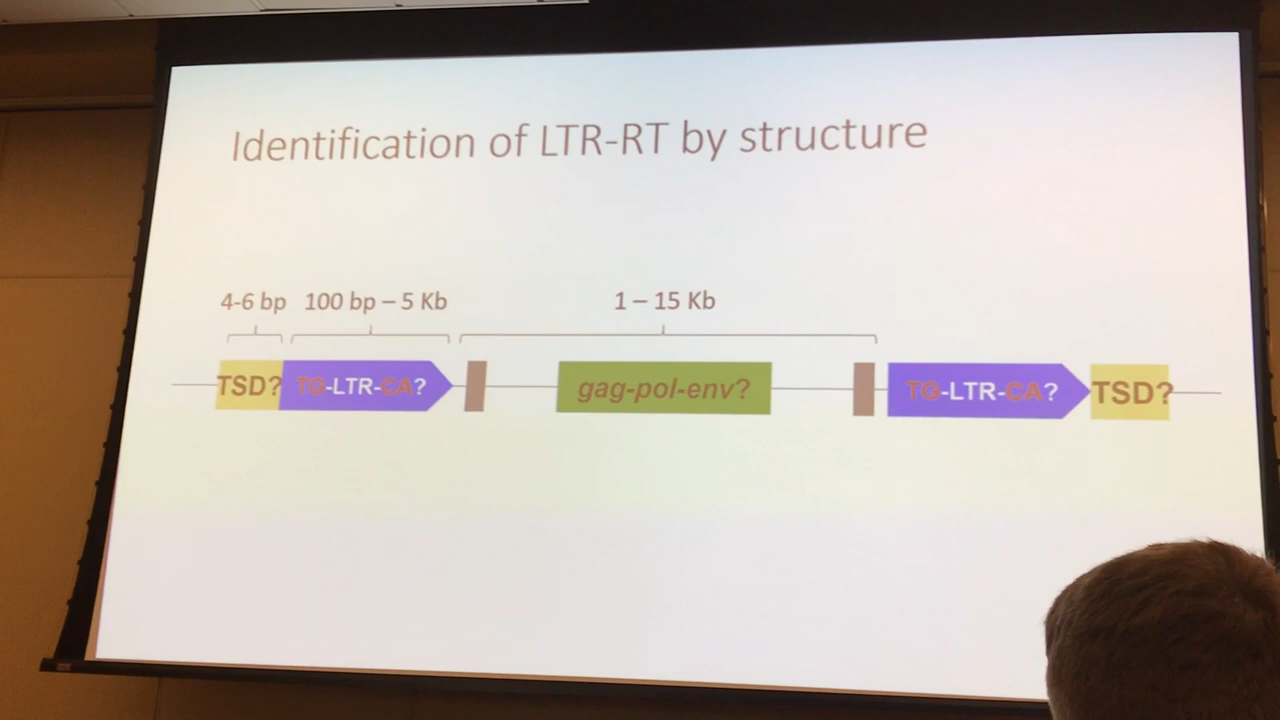 Identification of LTR-RT by structure
4-6 bp 100 bp – 5 Kb 1 – 15 Kb
TSD? TG-LTR-CA? gag-pol-env? TG-LTR-CA? TSD?